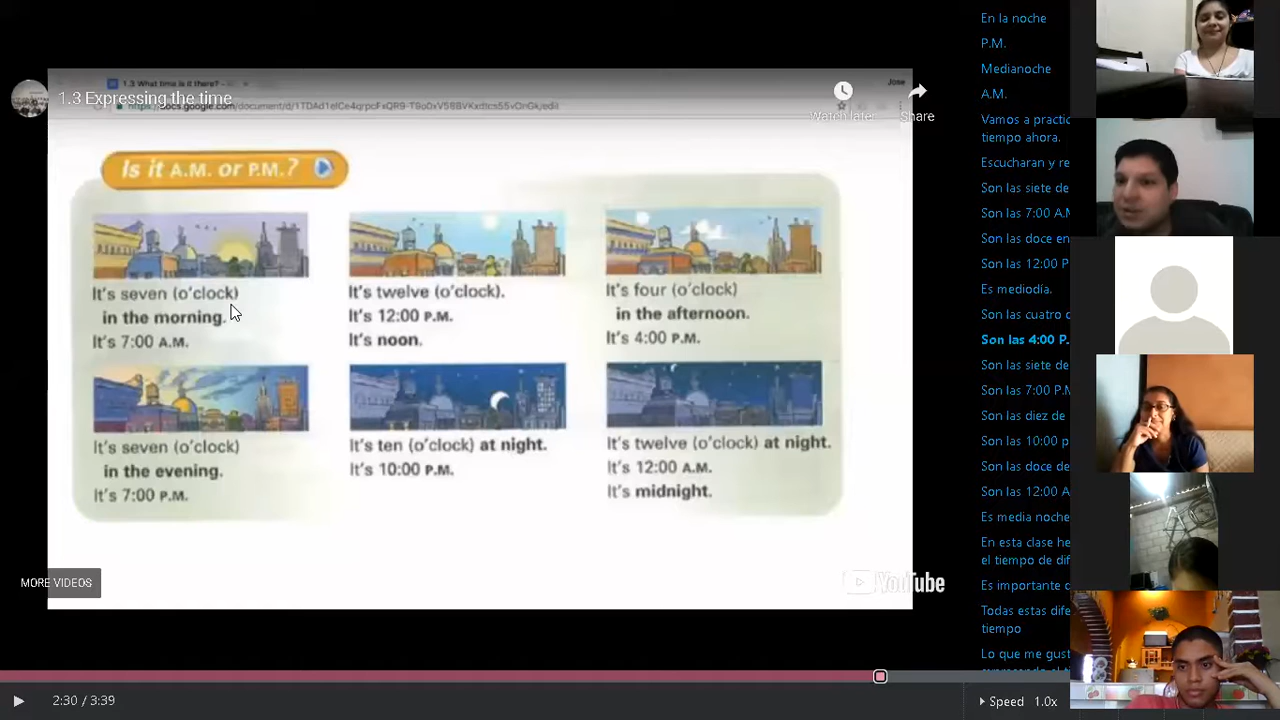 1.3 What time is it there?
Jose
1.3 Expressing the time
Watch later
Share
Is it A.M. or P.M.?
It's seven (o'clock)
in the morning.
It's 7:00 A.M.
It's twelve (o'clock).
It's 12:00 P.M.
It's noon.
It's four (o'clock)
in the afternoon.
It's 4:00 P.M.
It's seven (o'clock)
in the evening.
It's 7:00 P.M.
It's ten (o'clock) at night.
It's 10:00 P.M.
It's twelve (o'clock) at night.
It's 12:00 A.M.
It's midnight.
MORE VIDEOS
YouTube
2:30 / 3:39
Speed 1.0x
En la noche
P.M.
Medianoche
A.M.
Vamos a practic
tiempo ahora.
Escucharan y re
Son las siete de
Son las 7:00 A.M
Son las doce en
Son las 12:00 P
Es mediodía.
Son las cuatro d
Son las 4:00 P.
Son las siete de
Son las 7:00 P.M
Son las diez de
Son las 10:00 p
Son las doce de
Son las 12:00 A
Es media noche
En esta clase he
el tiempo de dif
Es importante d
Todas estas dife
tiempo
Lo que me gust